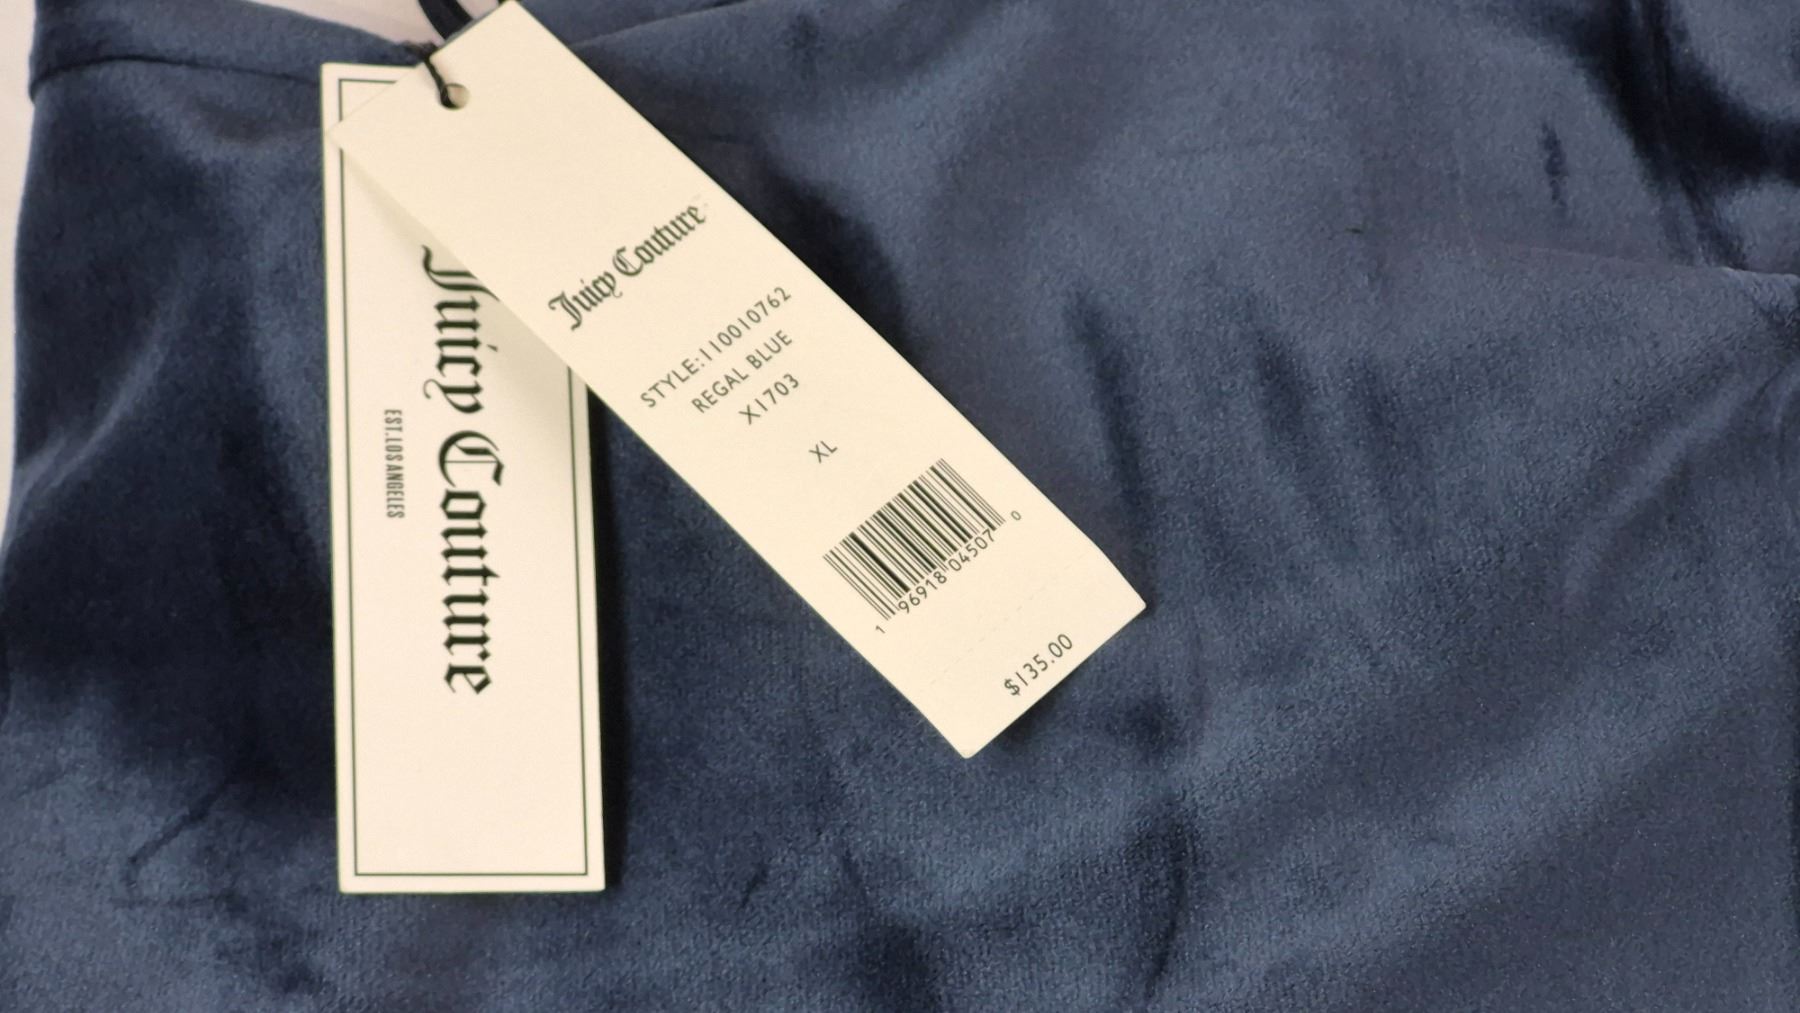 Juicy Couture
EST. LOS ANGELES
Juicy Couture
STYLE:110010762
REGAL BLUE
X1703
XL
1 96918 04507 0
$135.00